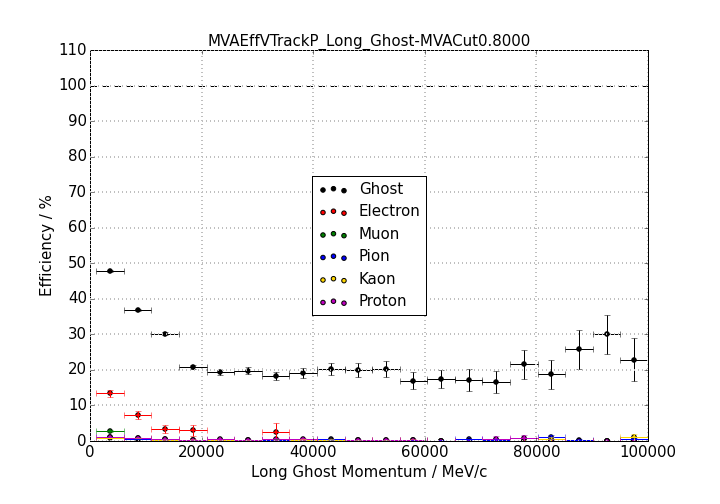 MVAEffVTrackP_Long_Ghost-MVACut0.8000
110
100
90
80
70
60
50
40
30
20
10
0
Efficiency / %
Ghost
Electron
Muon
Pion
Kaon
Proton
0 20000 40000 60000 80000 100000
Long Ghost Momentum / MeV/c